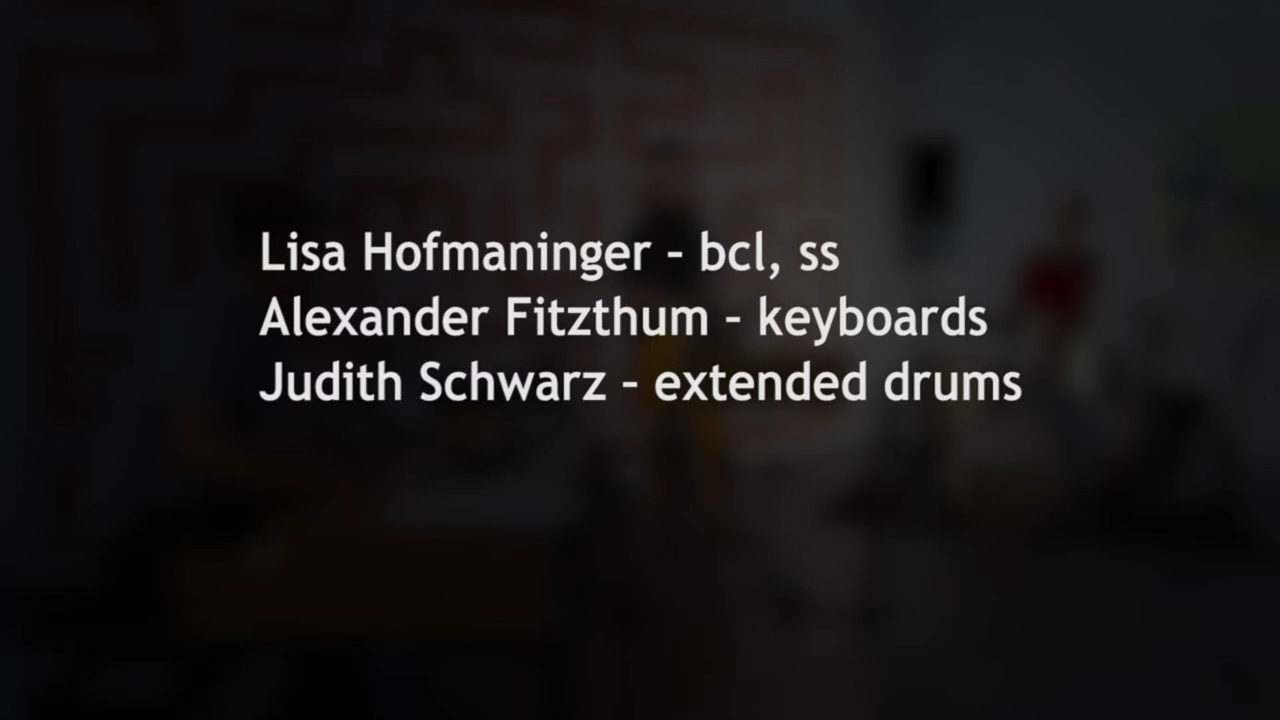 Lisa Hofmaninger – bcl, ss
Alexander Fitzthum – keyboards
Judith Schwarz – extended drums